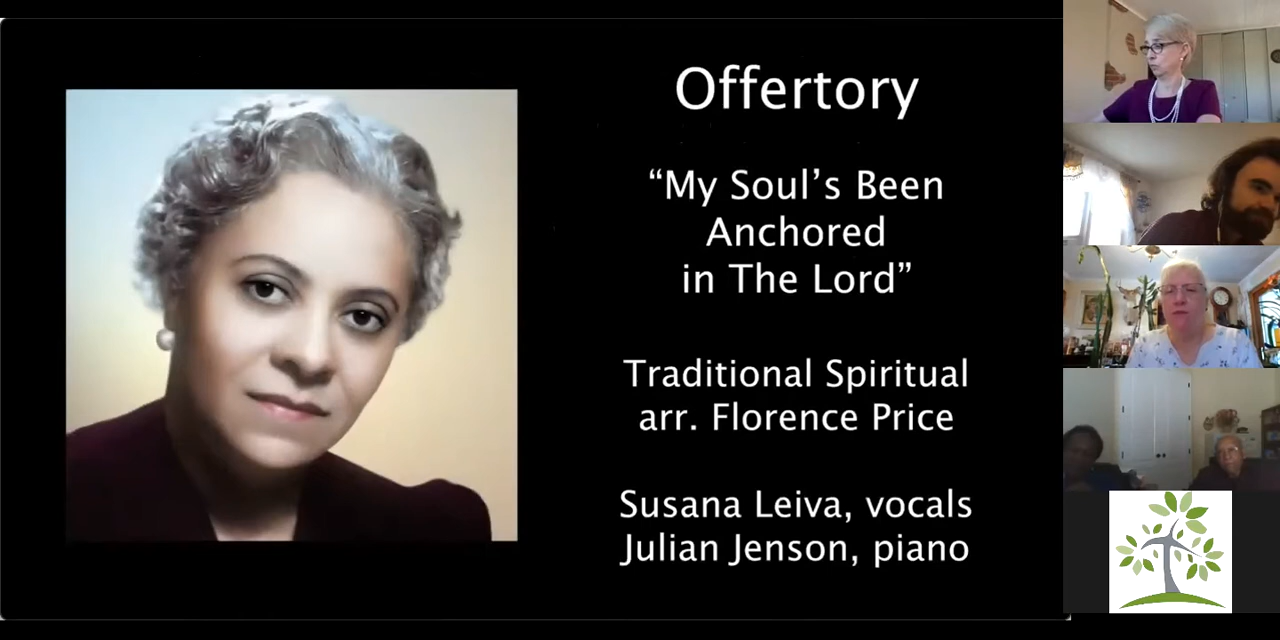 Offertory
“My Soul’s Been
Anchored
in The Lord”
Traditional Spiritual
arr. Florence Price
Susana Leiva, vocals
Julian Jenson, piano